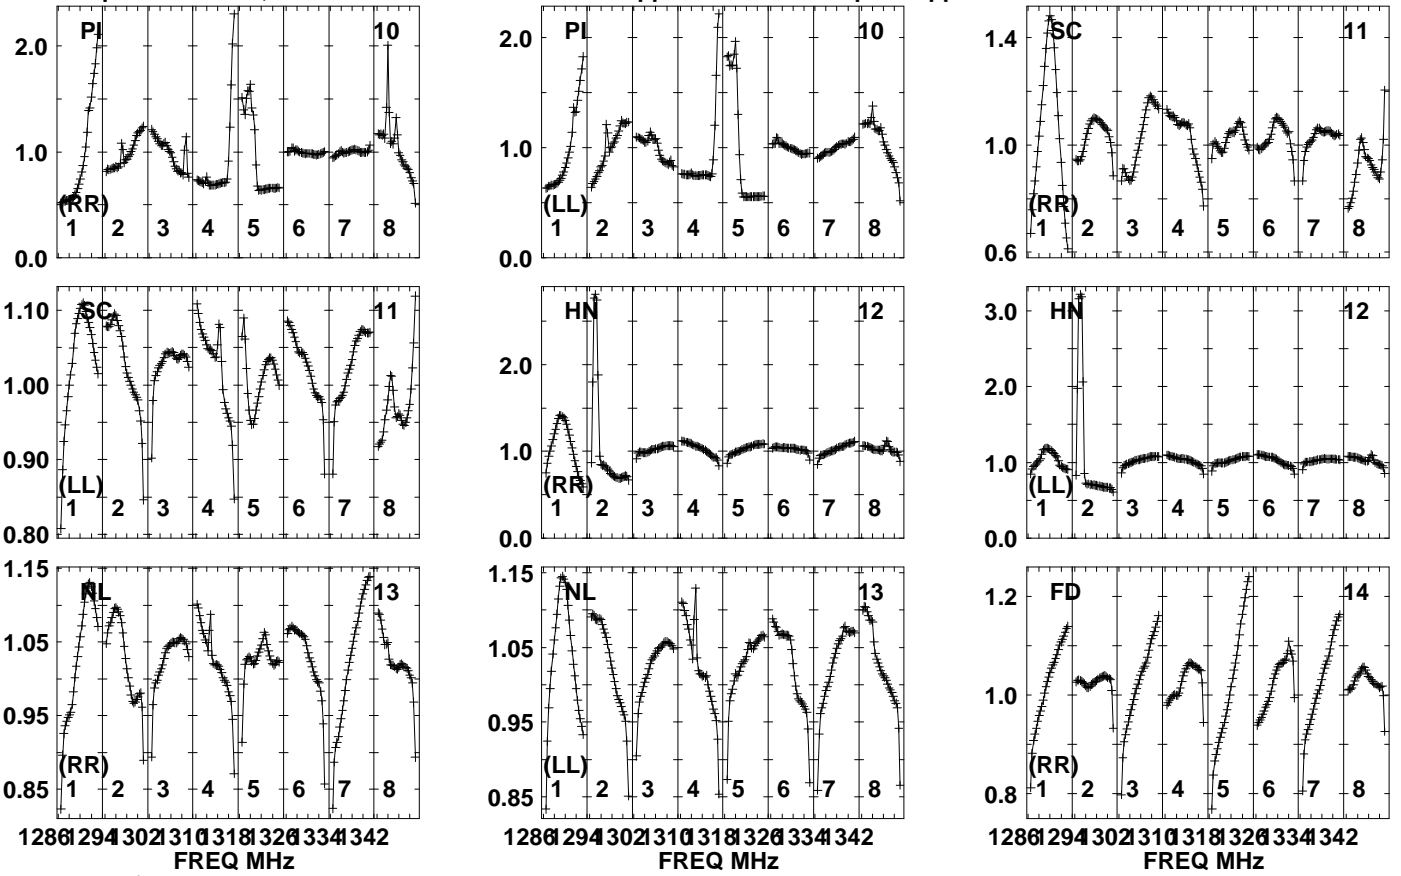 PI 10
2.0
1.0
0.0
(RR)
1 2 3 4 5 6 7 8
PI 10
2.0
1.0
0.0
(LL)
1 2 3 4 5 6 7 8
SC 11
1.4
1.0
0.6
(RR)
1 2 3 4 5 6 7 8
SC 11
1.10
1.00
0.90
0.80
(LL)
1 2 3 4 5 6 7 8
HN 12
2.0
1.0
0.0
(RR)
1 2 3 4 5 6 7 8
HN 12
3.0
2.0
1.0
0.0
(LL)
1 2 3 4 5 6 7 8
NL 13
1.15
1.05
0.95
0.85
(RR)
1 2 3 4 5 6 7 8
1286 1294 1302 1310 1318 1326 1334 1342
FREQ MHz
NL 13
1.15
1.05
0.95
0.85
(LL)
1 2 3 4 5 6 7 8
1286 1294 1302 1310 1318 1326 1334 1342
FREQ MHz
FD 14
1.2
1.0
0.8
(RR)
1 2 3 4 5 6 7 8
1286 1294 1302 1310 1318 1326 1334 1342
FREQ MHz